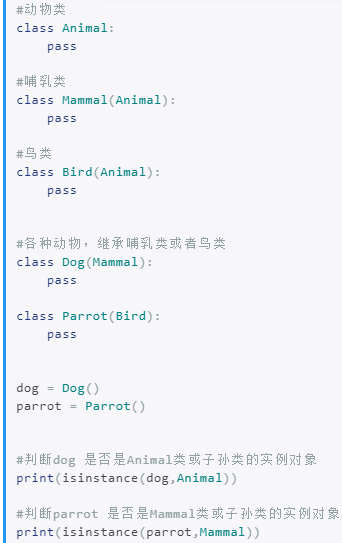 #动物类
class Animal:
    pass

#哺乳类
class Mammal(Animal):
    pass

#鸟类
class Bird(Animal):
    pass


#各种动物，继承哺乳类或者鸟类
class Dog(Mammal):
    pass

class Parrot(Bird):
    pass


dog = Dog()
parrot = Parrot()


#判断dog 是否是Animal类或子孙类的实例对象
print(isinstance(dog,Animal))

#判断parrot 是否是Mammal类或子孙类的实例对象
print(isinstance(parrot,Mammal))